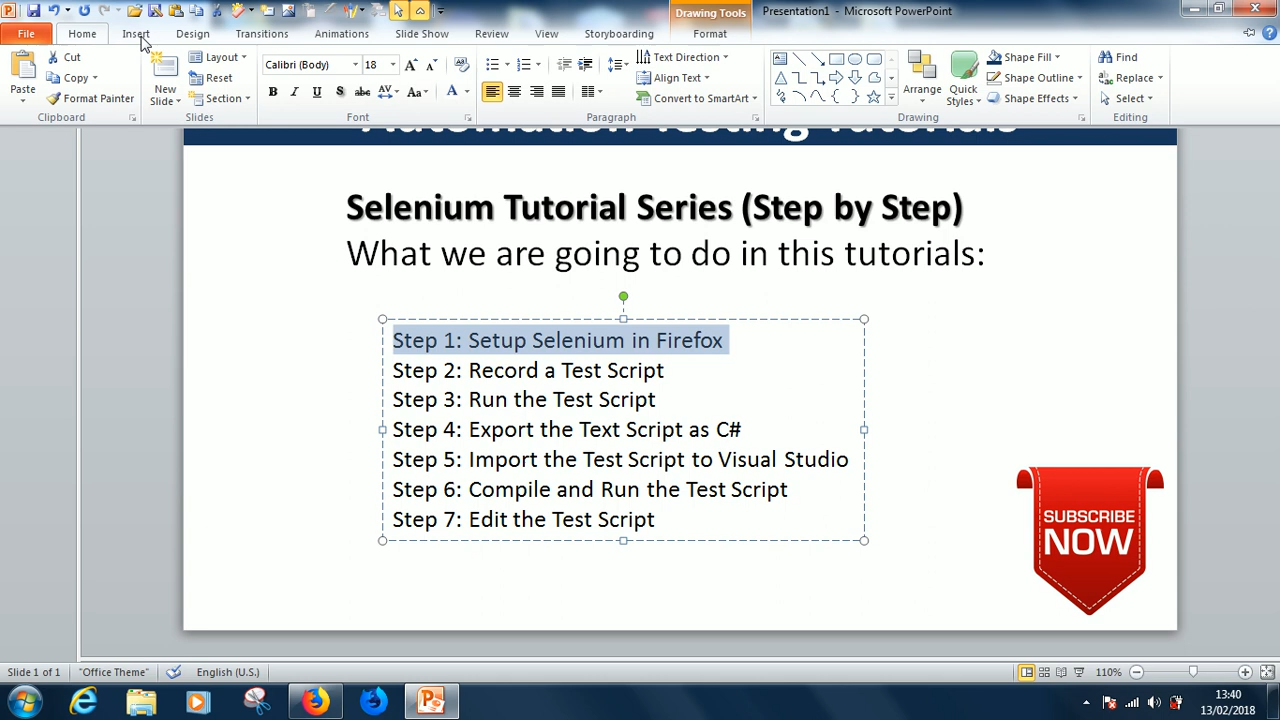 Drawing Tools
Presentation1 - Microsoft PowerPoint
File Home Insert Design Transitions Animations Slide Show Review View Storyboarding Format
Paste
Cut
Copy
Format Painter
Clipboard
New Slide
Layout
Reset
Section
Slides
Calibri (Body) 18
B I U S abc AV Aa A
Font
Text Direction
Align Text
Convert to SmartArt
Paragraph
Arrange
Quick Styles
Shape Fill
Shape Outline
Shape Effects
Drawing
Find
Replace
Select
Editing
Automation Testing Tutorials
Selenium Tutorial Series (Step by Step)
What we are going to do in this tutorials:
Step 1: Setup Selenium in Firefox
Step 2: Record a Test Script
Step 3: Run the Test Script
Step 4: Export the Text Script as C#
Step 5: Import the Test Script to Visual Studio
Step 6: Compile and Run the Test Script
Step 7: Edit the Test Script
SUBSCRIBE
NOW
Slide 1 of 1 "Office Theme" English (U.S.) 110%
13:40
13/02/2018